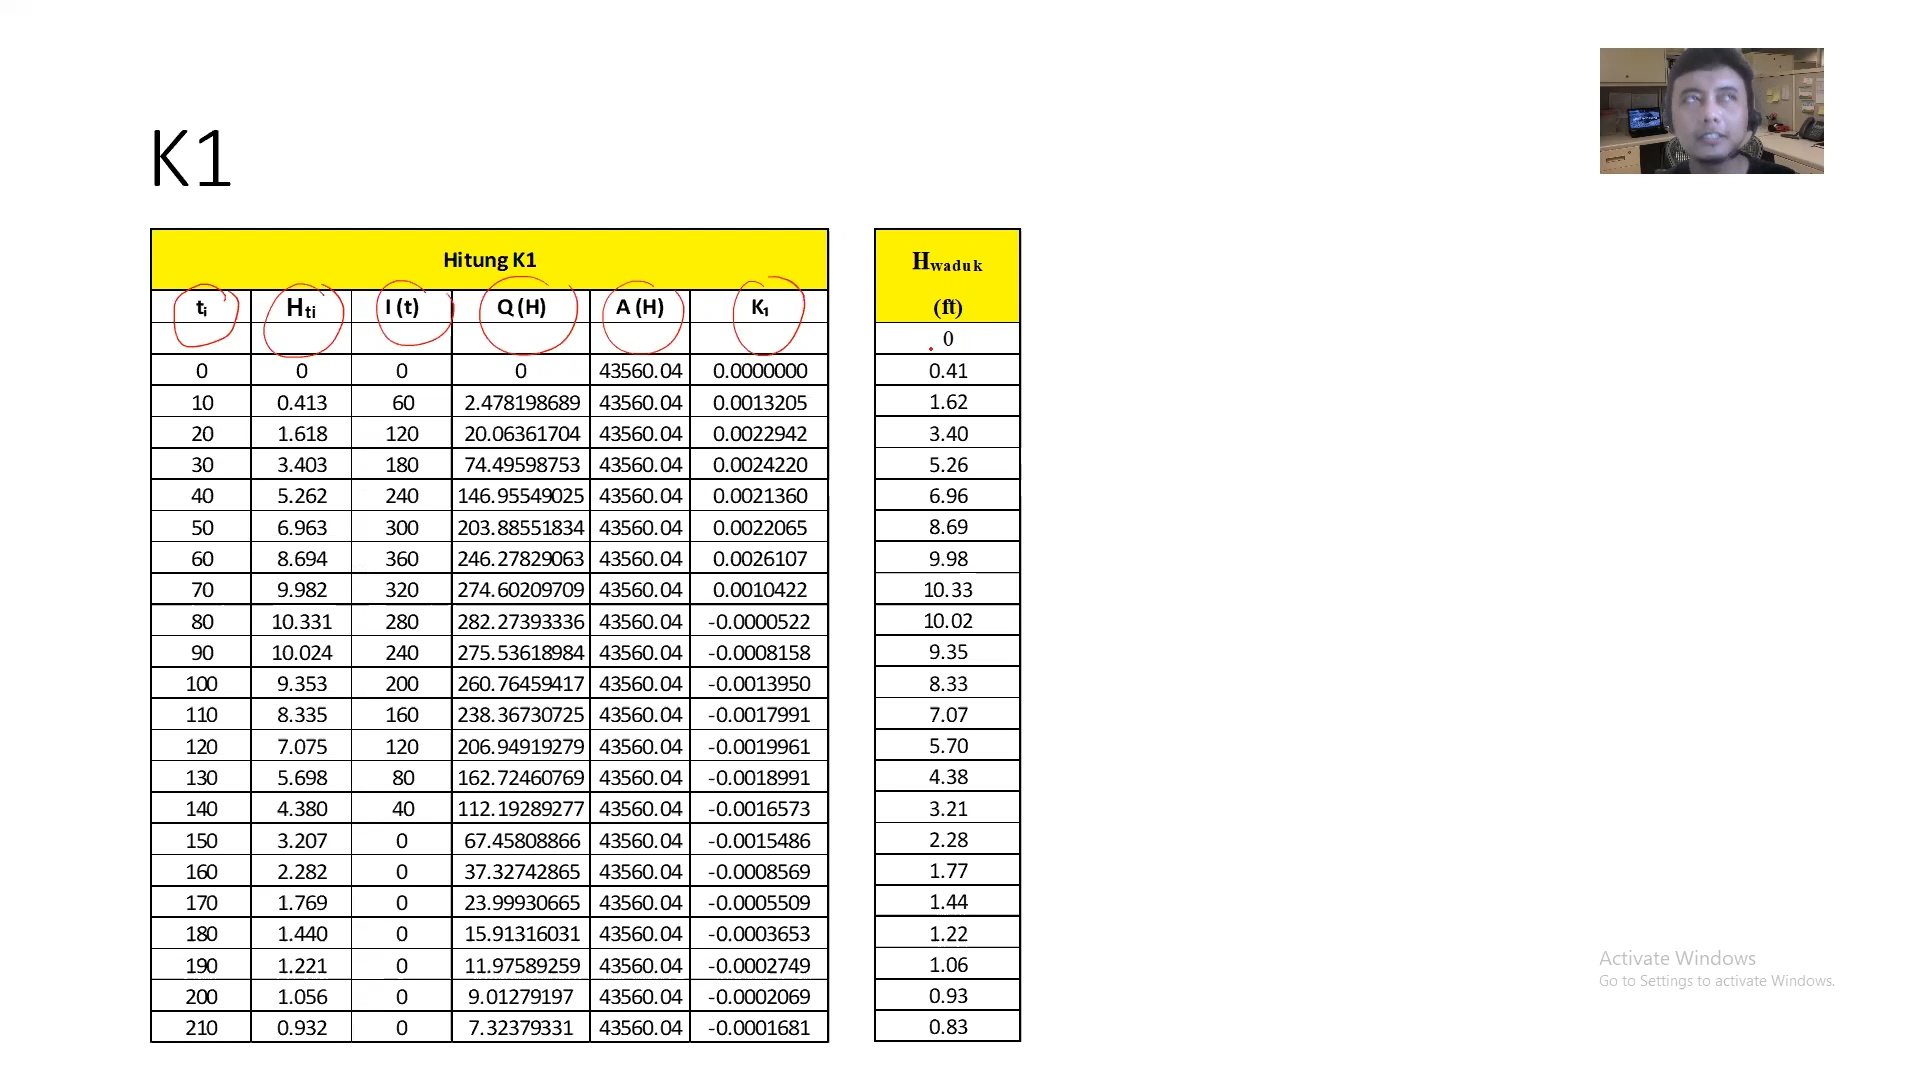 K1
Hitung K1
ti Hti I (t) Q (H) A (H) K1
0 0 0 0 43560.04 0.0000000
10 0.413 60 2.478198689 43560.04 0.0013205
20 1.618 120 20.06361704 43560.04 0.0022942
30 3.403 180 74.49598753 43560.04 0.0024220
40 5.262 240 146.95549025 43560.04 0.0021360
50 6.963 300 203.88551834 43560.04 0.0022065
60 8.694 360 246.27829063 43560.04 0.0026107
70 9.982 320 274.60209709 43560.04 0.0010422
80 10.331 280 282.27393336 43560.04 -0.0000522
90 10.024 240 275.53618984 43560.04 -0.0008158
100 9.353 200 260.76459417 43560.04 -0.0013950
110 8.335 160 238.36730725 43560.04 -0.0017991
120 7.075 120 206.94919279 43560.04 -0.0019961
130 5.698 80 162.72460769 43560.04 -0.0018991
140 4.380 40 112.19289277 43560.04 -0.0016573
150 3.207 0 67.45808866 43560.04 -0.0015486
160 2.282 0 37.32742865 43560.04 -0.0008569
170 1.769 0 23.99930665 43560.04 -0.0005509
180 1.440 0 15.91316031 43560.04 -0.0003653
190 1.221 0 11.97589259 43560.04 -0.0002749
200 1.056 0 9.01279197 43560.04 -0.0002069
210 0.932 0 7.32379331 43560.04 -0.0001681
Hwaduk
(ft)
0
0.41
1.62
3.40
5.26
6.96
8.69
9.98
10.33
10.02
9.35
8.33
7.07
5.70
4.38
3.21
2.28
1.77
1.44
1.22
1.06
0.93
0.83
Activate Windows
Go to Settings to activate Windows.